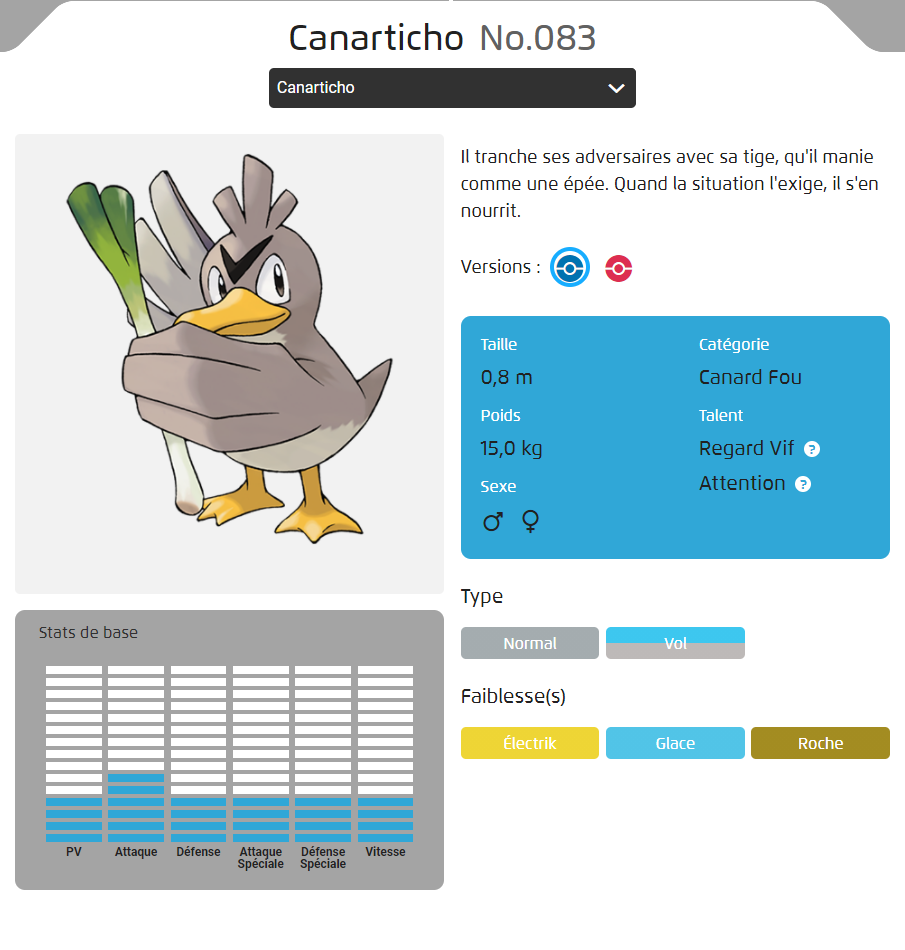 Canarticho No.083
Canarticho
Il tranche ses adversaires avec sa tige, qu'il manie
comme une épée. Quand la situation l'exige, il s'en
nourrit.
Versions :
Taille
0,8 m
Poids
15,0 kg
Sexe
Catégorie
Canard Fou
Talent
Regard Vif ?
Attention ?
Type
Normal
Vol
Faiblesse(s)
Électrik
Glace
Roche
Stats de base
PV
Attaque
Défense
Attaque
Spéciale
Défense
Spéciale
Vitesse